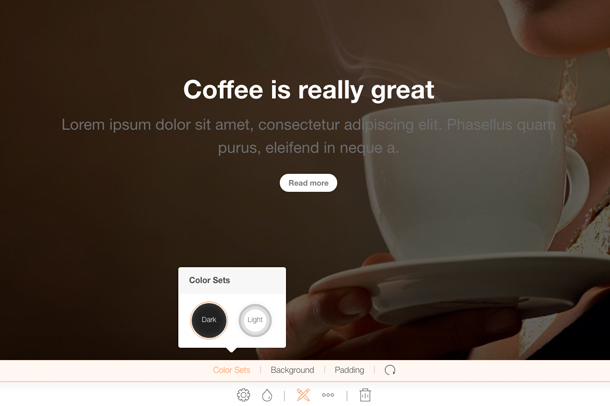 Coffee is really great
Lorem ipsum dolor sit amet, consectetur adipiscing elit. Phasellus quam
purus, eleifend in neque a.
Read more
Color Sets
Dark
Light
Color Sets
Background
Padding